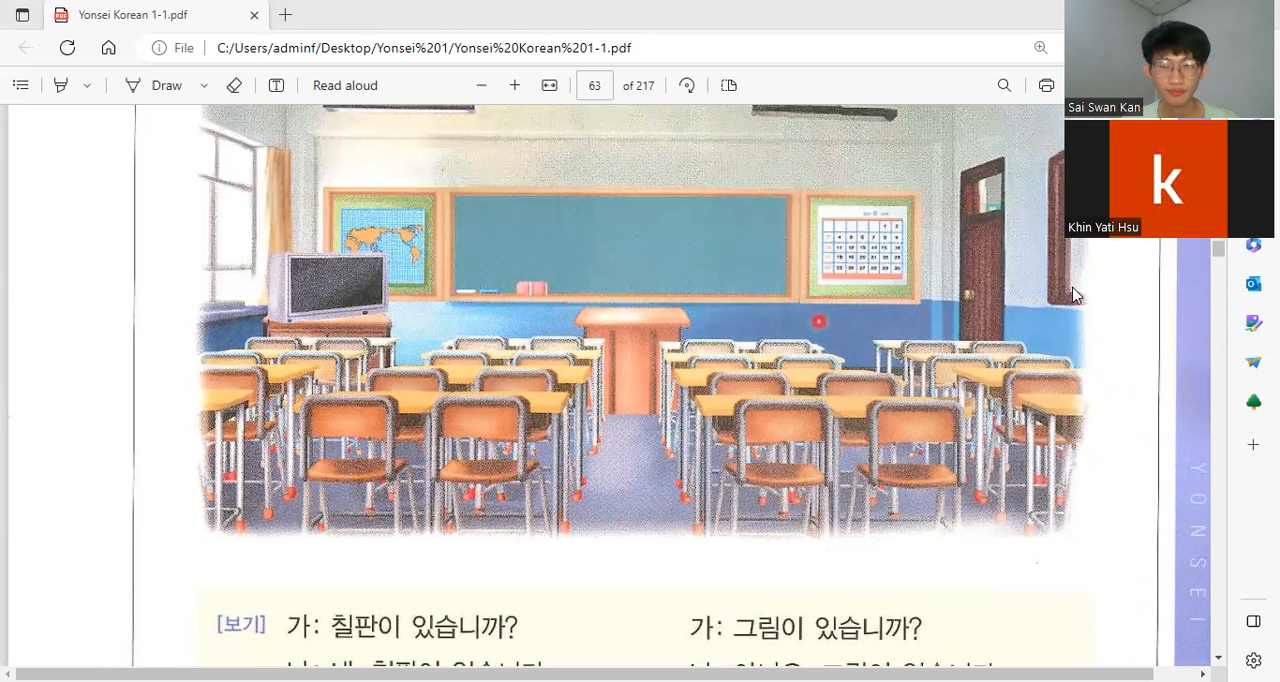 Yonsei Korean 1-1.pdf
File
C:/Users/adminf/Desktop/Yonsei%201/Yonsei%20Korean%201-1.pdf
Draw
Read aloud
63
of 217
Sai Swan Kan
k
Khin Yati Hsu
YONSEI
[보기] 가: 칠판이 있습니까? 가: 그림이 있습니까?